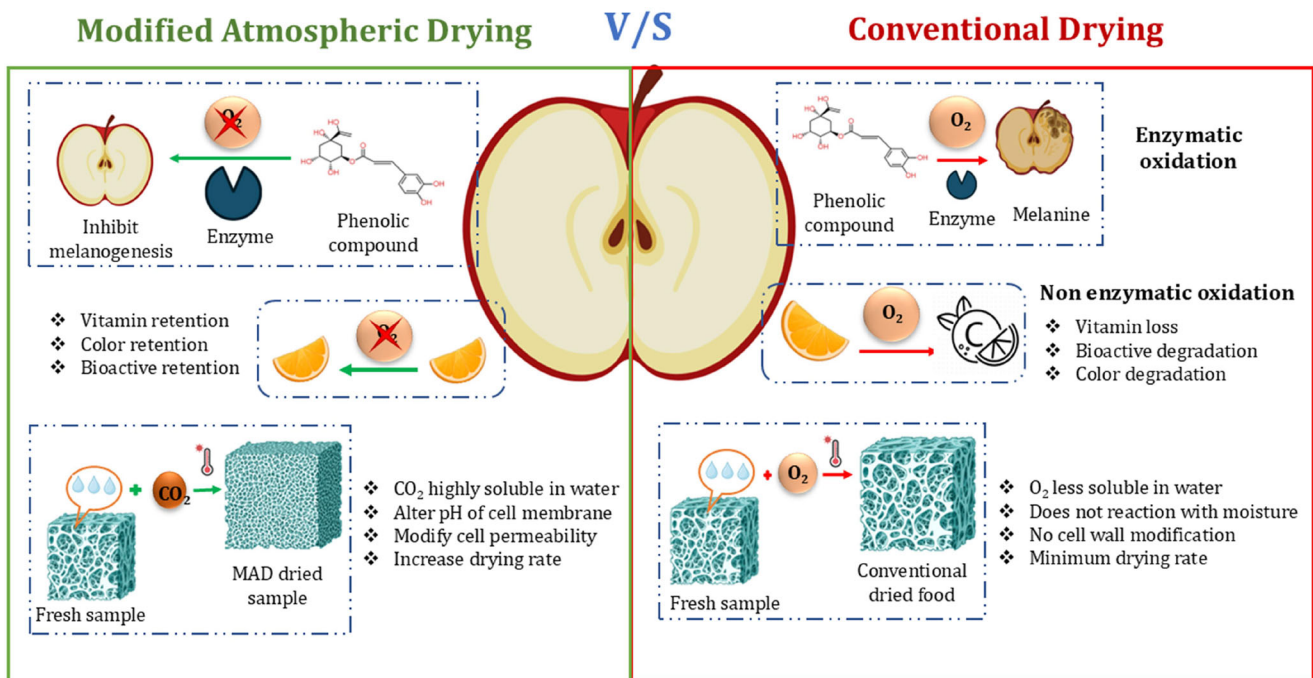 Modified Atmospheric Drying
V/S
Conventional Drying
O₂
Inhibit
melanogenesis
Enzyme
Phenolic
compound
❖ Vitamin retention
❖ Color retention
❖ Bioactive retention
O₂
+
CO₂
Fresh sample
MAD dried
sample
❖ CO₂ highly soluble in water
❖ Alter pH of cell membrane
❖ Modify cell permeability
❖ Increase drying rate
O₂
Phenolic
compound
Enzyme
Melanine
Enzymatic
oxidation
O₂
C
Non enzymatic oxidation
❖ Vitamin loss
❖ Bioactive degradation
❖ Color degradation
+
O₂
Fresh sample
Conventional
dried food
❖ O₂ less soluble in water
❖ Does not reaction with moisture
❖ No cell wall modification
❖ Minimum drying rate